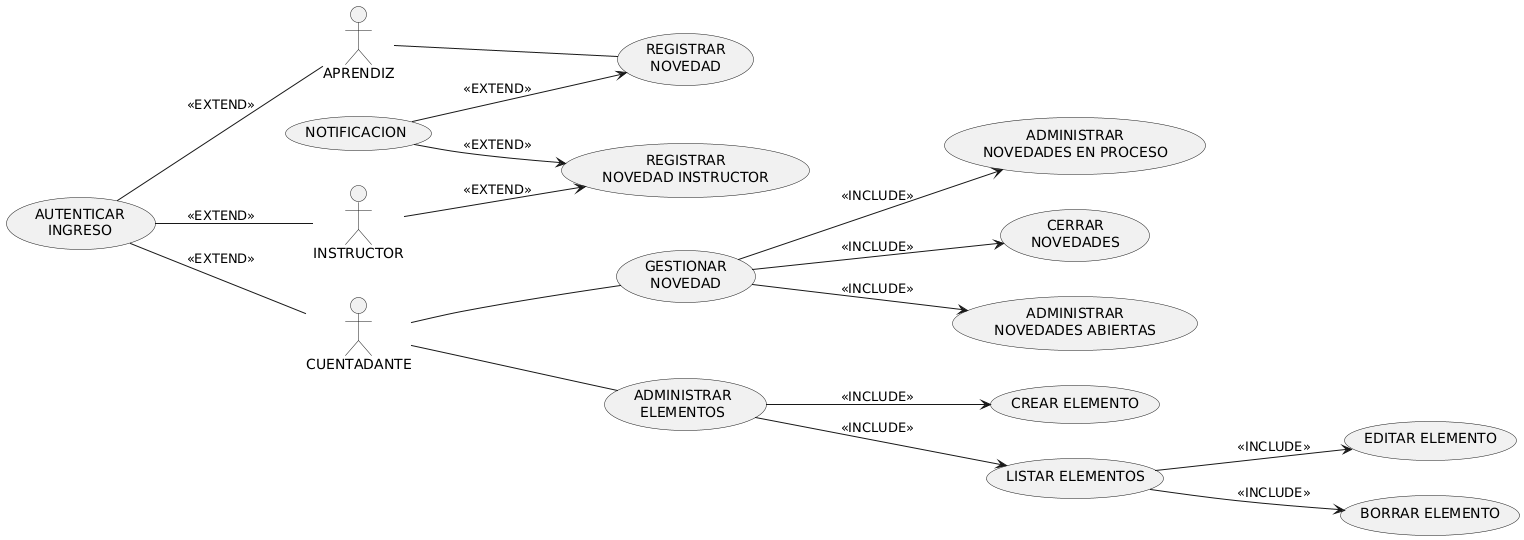 APRENDIZ
REGISTRAR
NOVEDAD
«EXTEND»
«EXTEND»
NOTIFICACION
«EXTEND»
REGISTRAR
NOVEDAD INSTRUCTOR
«EXTEND»
AUTENTICAR
INGRESO
«EXTEND»
INSTRUCTOR
«EXTEND»
CUENTADANTE
GESTIONAR
NOVEDAD
«INCLUDE»
ADMINISTRAR
NOVEDADES EN PROCESO
«INCLUDE»
CERRAR
NOVEDADES
«INCLUDE»
ADMINISTRAR
NOVEDADES ABIERTAS
ADMINISTRAR
ELEMENTOS
«INCLUDE»
CREAR ELEMENTO
«INCLUDE»
LISTAR ELEMENTOS
«INCLUDE»
EDITAR ELEMENTO
«INCLUDE»
BORRAR ELEMENTO